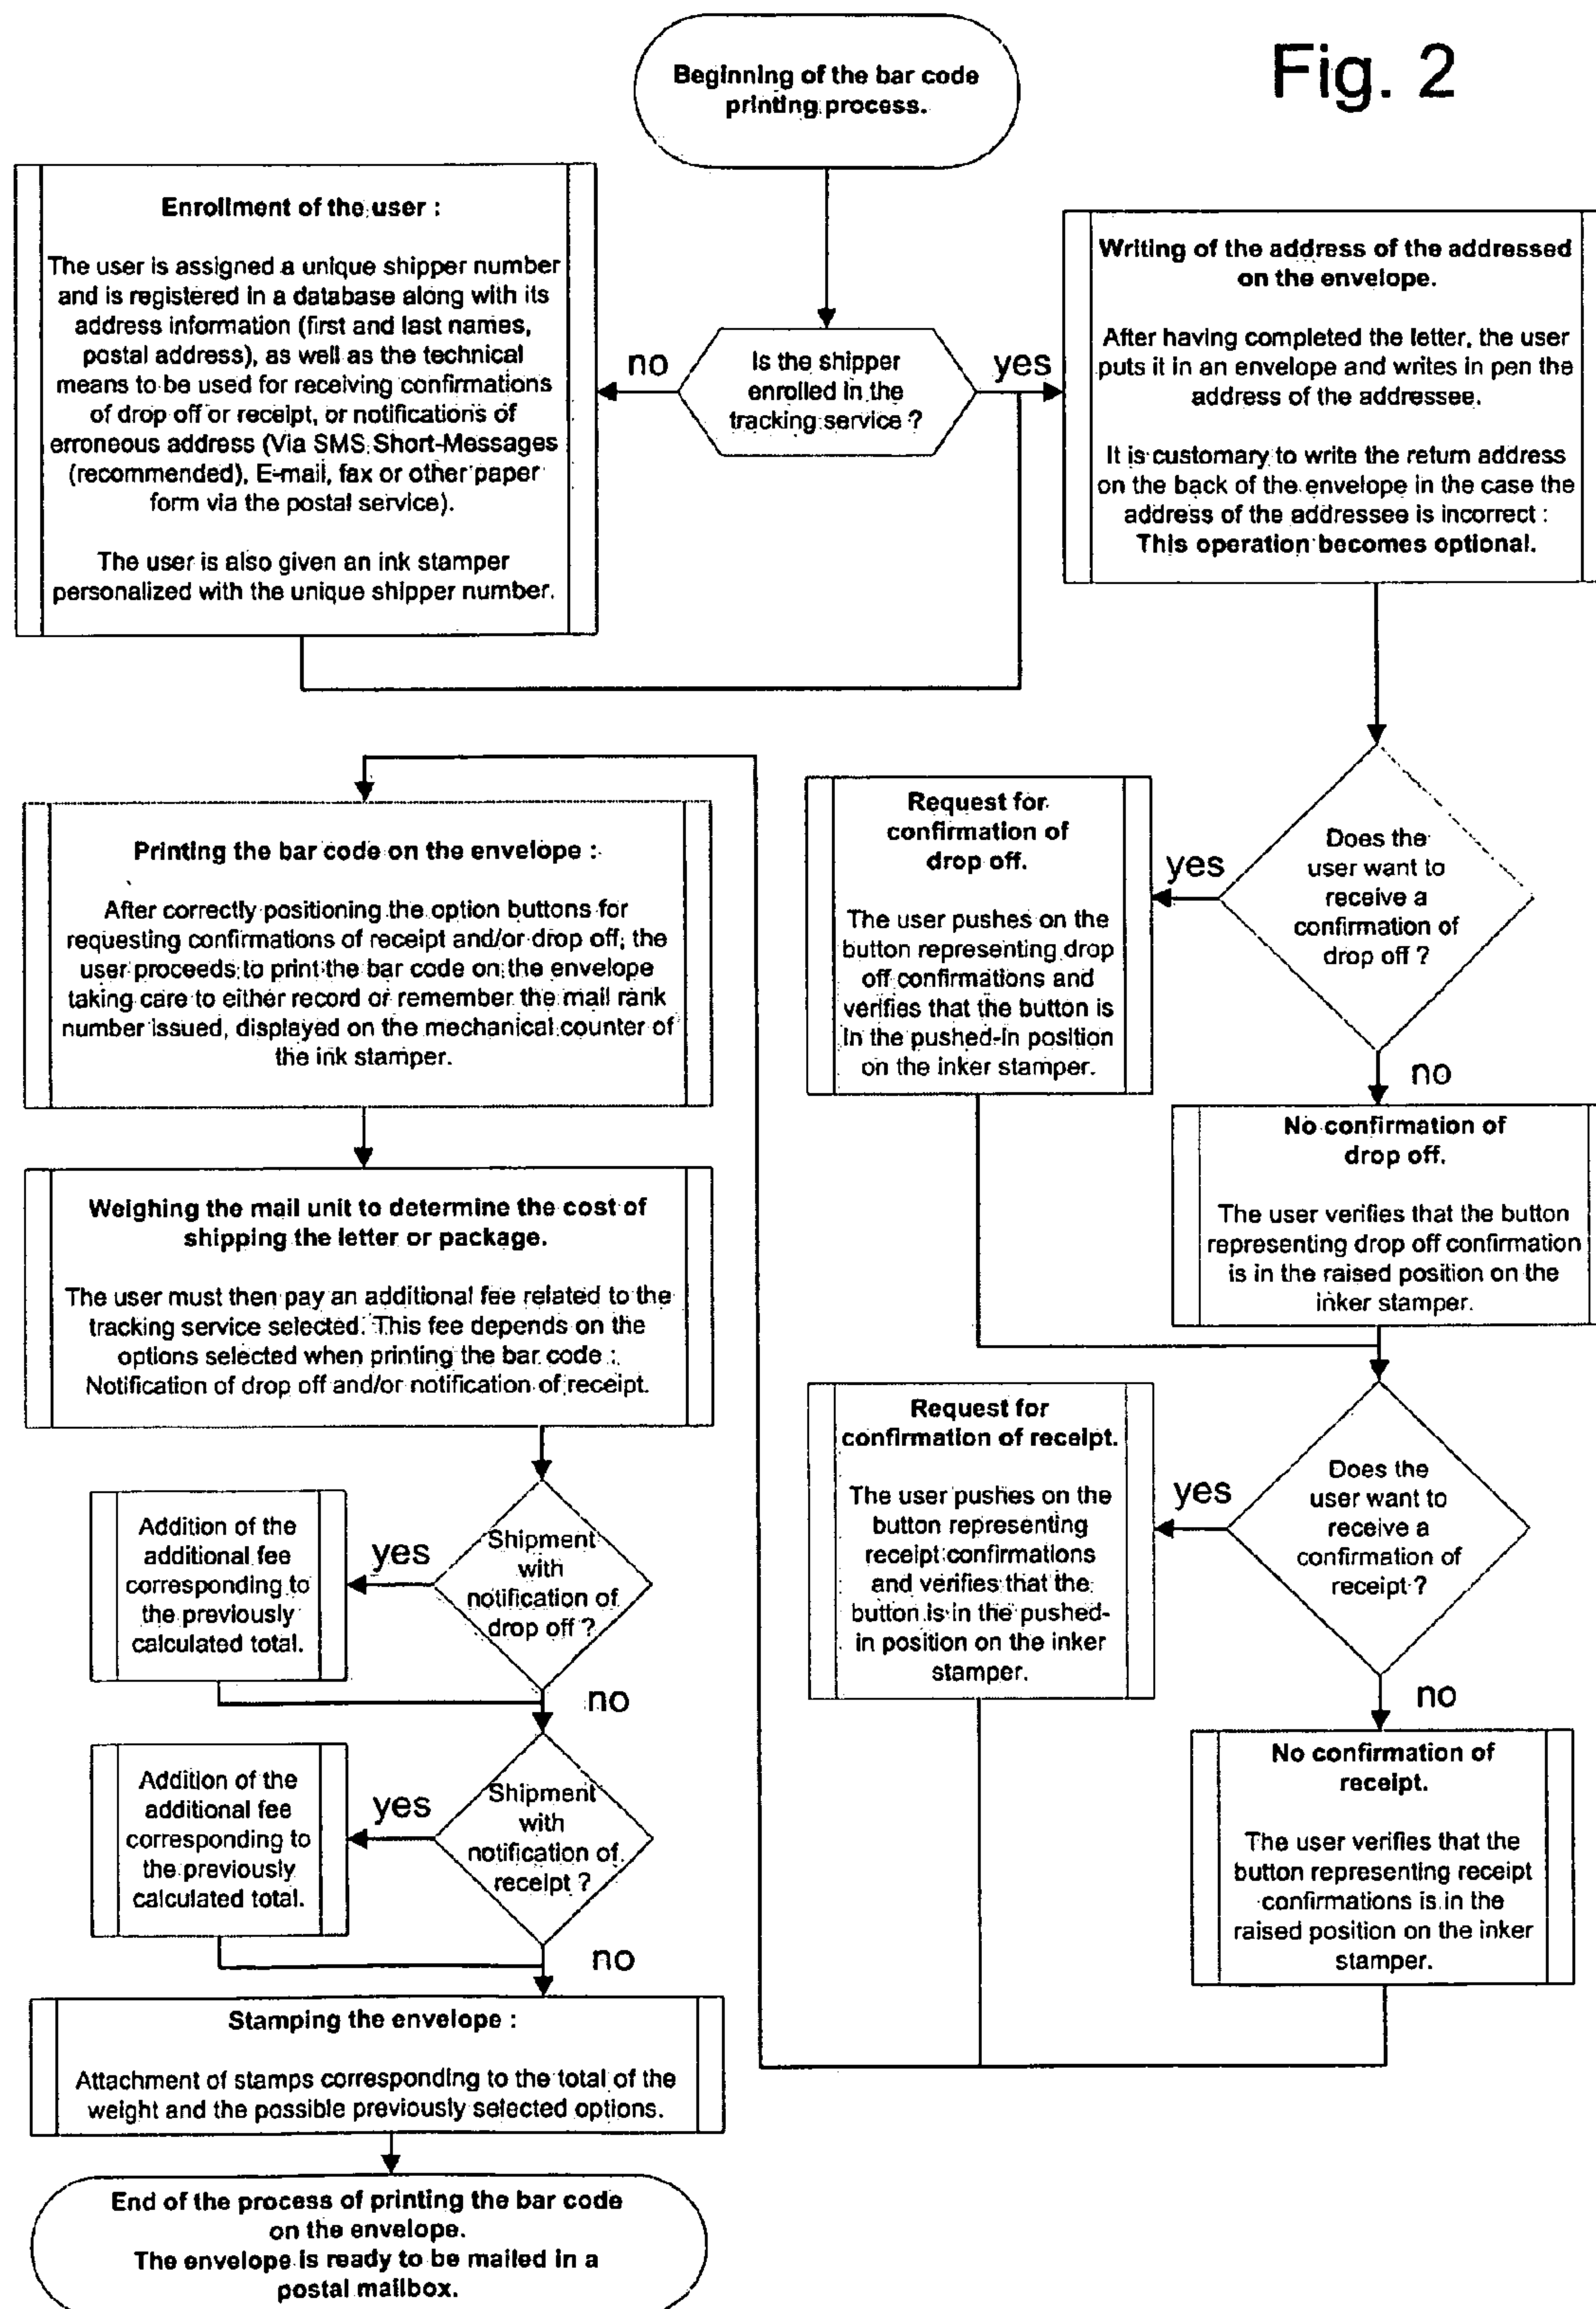 Fig. 2
Beginning of the bar code
printing process.
Is the shipper
enrolled in the
tracking service ?
no
yes
Enrollment of the user :
The user is assigned a unique shipper number
and is registered in a database along with its
address information (first and last names,
postal address), as well as the technical
means to be used for receiving confirmations
of drop off or receipt, or notifications of
erroneous address (Via SMS Short-Messages
(recommended), E-mail, fax or other paper
form via the postal service).
The user is also given an ink stamper
personalized with the unique shipper number.
Writing of the address of the addressed
on the envelope.
After having completed the letter, the user
puts it in an envelope and writes in pen the
address of the addressee.
It is customary to write the return address
on the back of the envelope in the case the
address of the addressee is incorrect :
This operation becomes optional.
Does the
user want to
receive a
confirmation of
drop off ?
yes
no
Request for
confirmation of
drop off.
The user pushes on the
button representing drop
off confirmations and
verifies that the button is
in the pushed-in position
on the inker stamper.
No confirmation of
drop off.
The user verifies that the button
representing drop off confirmation
is in the raised position on the
inker stamper.
Does the
user want to
receive a
confirmation of
receipt ?
yes
no
Request for
confirmation of receipt.
The user pushes on the
button representing
receipt confirmations
and verifies that the
button is in the pushed-
in position on the inker
stamper.
No confirmation of
receipt.
The user verifies that the
button representing receipt
confirmations is in the
raised position on the inker
stamper.
Printing the bar code on the envelope :
After correctly positioning the option buttons for
requesting confirmations of receipt and/or drop off, the
user proceeds to print the bar code on the envelope
taking care to either record or remember the mail rank
number issued, displayed on the mechanical counter of
the ink stamper.
Weighing the mail unit to determine the cost of
shipping the letter or package.
The user must then pay an additional fee related to the
tracking service selected. This fee depends on the
options selected when printing the bar code :
Notification of drop off and/or notification of receipt.
Shipment
with
notification of
drop off ?
yes
no
Addition of the
additional fee
corresponding to
the previously
calculated total.
Shipment
with
notification of
receipt ?
yes
no
Addition of the
additional fee
corresponding to
the previously
calculated total.
Stamping the envelope :
Attachment of stamps corresponding to the total of the
weight and the possible previously selected options.
End of the process of printing the bar code
on the envelope.
The envelope is ready to be mailed in a
postal mailbox.